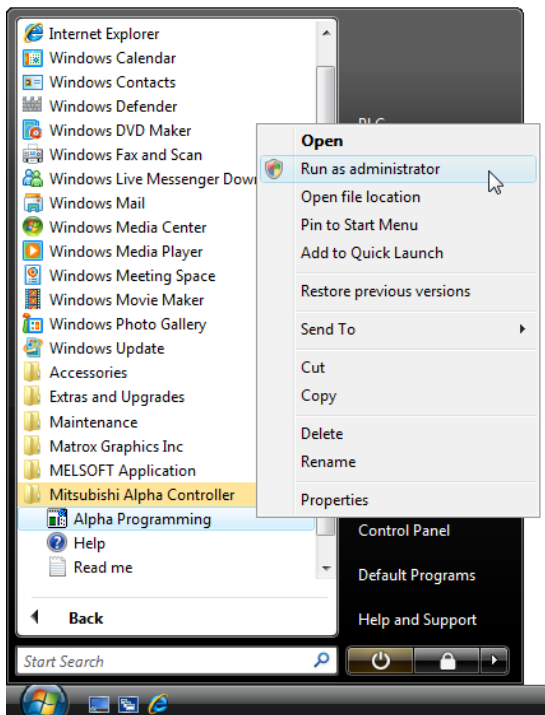 Internet Explorer
Windows Calendar
Windows Contacts
Windows Defender
Windows DVD Maker
Windows Fax and Scan
Windows Live Messenger Down
Windows Mail
Windows Media Center
Windows Media Player
Windows Meeting Space
Windows Movie Maker
Windows Photo Gallery
Windows Update
Accessories
Extras and Upgrades
Maintenance
Matrox Graphics Inc
MELSOFT Application
Mitsubishi Alpha Controller
Alpha Programming
Help
Read me
Back
Start Search
Open
Run as administrator
Open file location
Pin to Start Menu
Add to Quick Launch
Restore previous versions
Send To
Cut
Copy
Delete
Rename
Properties
Control Panel
Default Programs
Help and Support